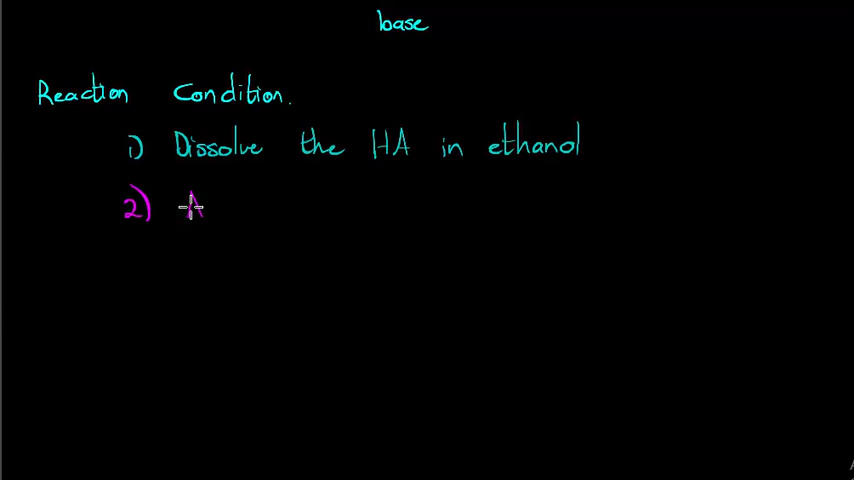 base
Reaction Condition.
1) Dissolve the HA in ethanol
2) A